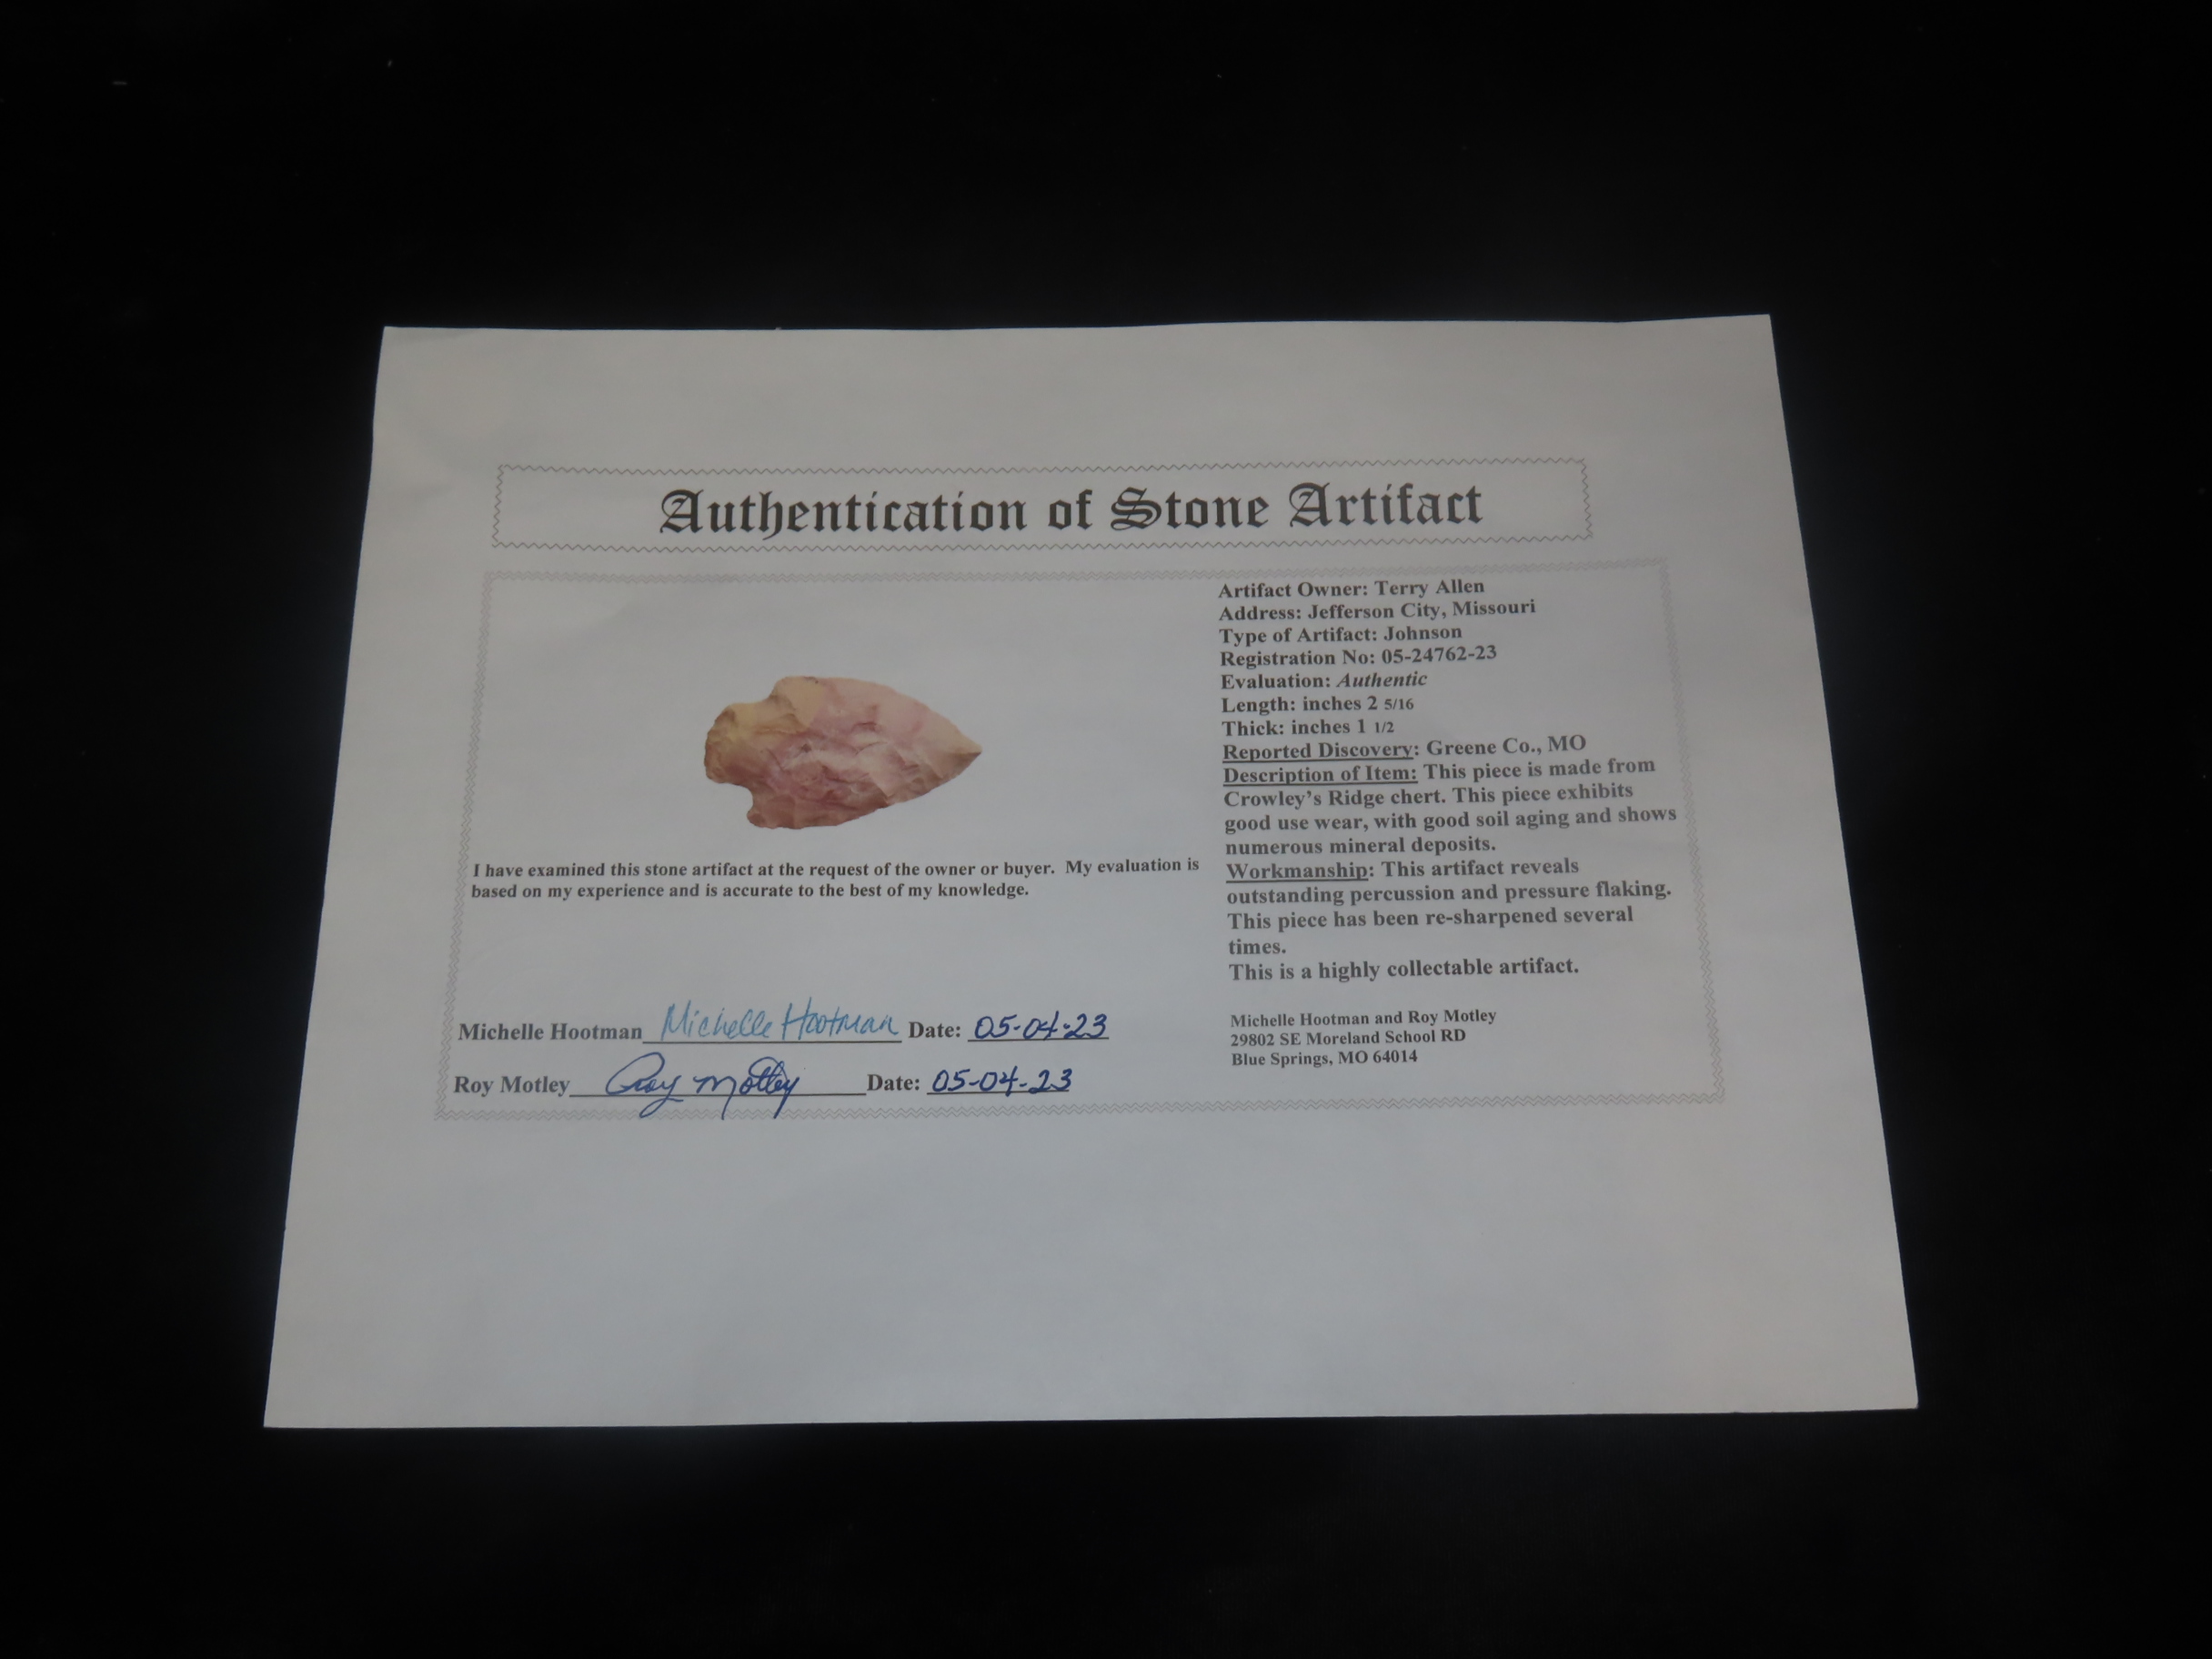 Authentication of Stone Artifact
Artifact Owner: Terry Allen
Address: Jefferson City, Missouri
Type of Artifact: Johnson
Registration No: 05-24762-23
Evaluation: Authentic
Length: inches 2 5/16
Thick: inches 1 1/2
Reported Discovery: Greene Co., MO
Description of Item: This piece is made from
Crowley's Ridge chert. This piece exhibits
good use wear, with good soil aging and shows
numerous mineral deposits.
Workmanship: This artifact reveals
outstanding percussion and pressure flaking.
This piece has been re-sharpened several
times.
This is a highly collectable artifact.
I have examined this stone artifact at the request of the owner or buyer. My evaluation is
based on my experience and is accurate to the best of my knowledge.
Michelle Hootman Michelle Hootman Date: 05-04-23
Roy Motley Roy Motley Date: 05-04-23
Michelle Hootman and Roy Motley
29802 SE Moreland School RD
Blue Springs, MO 64014